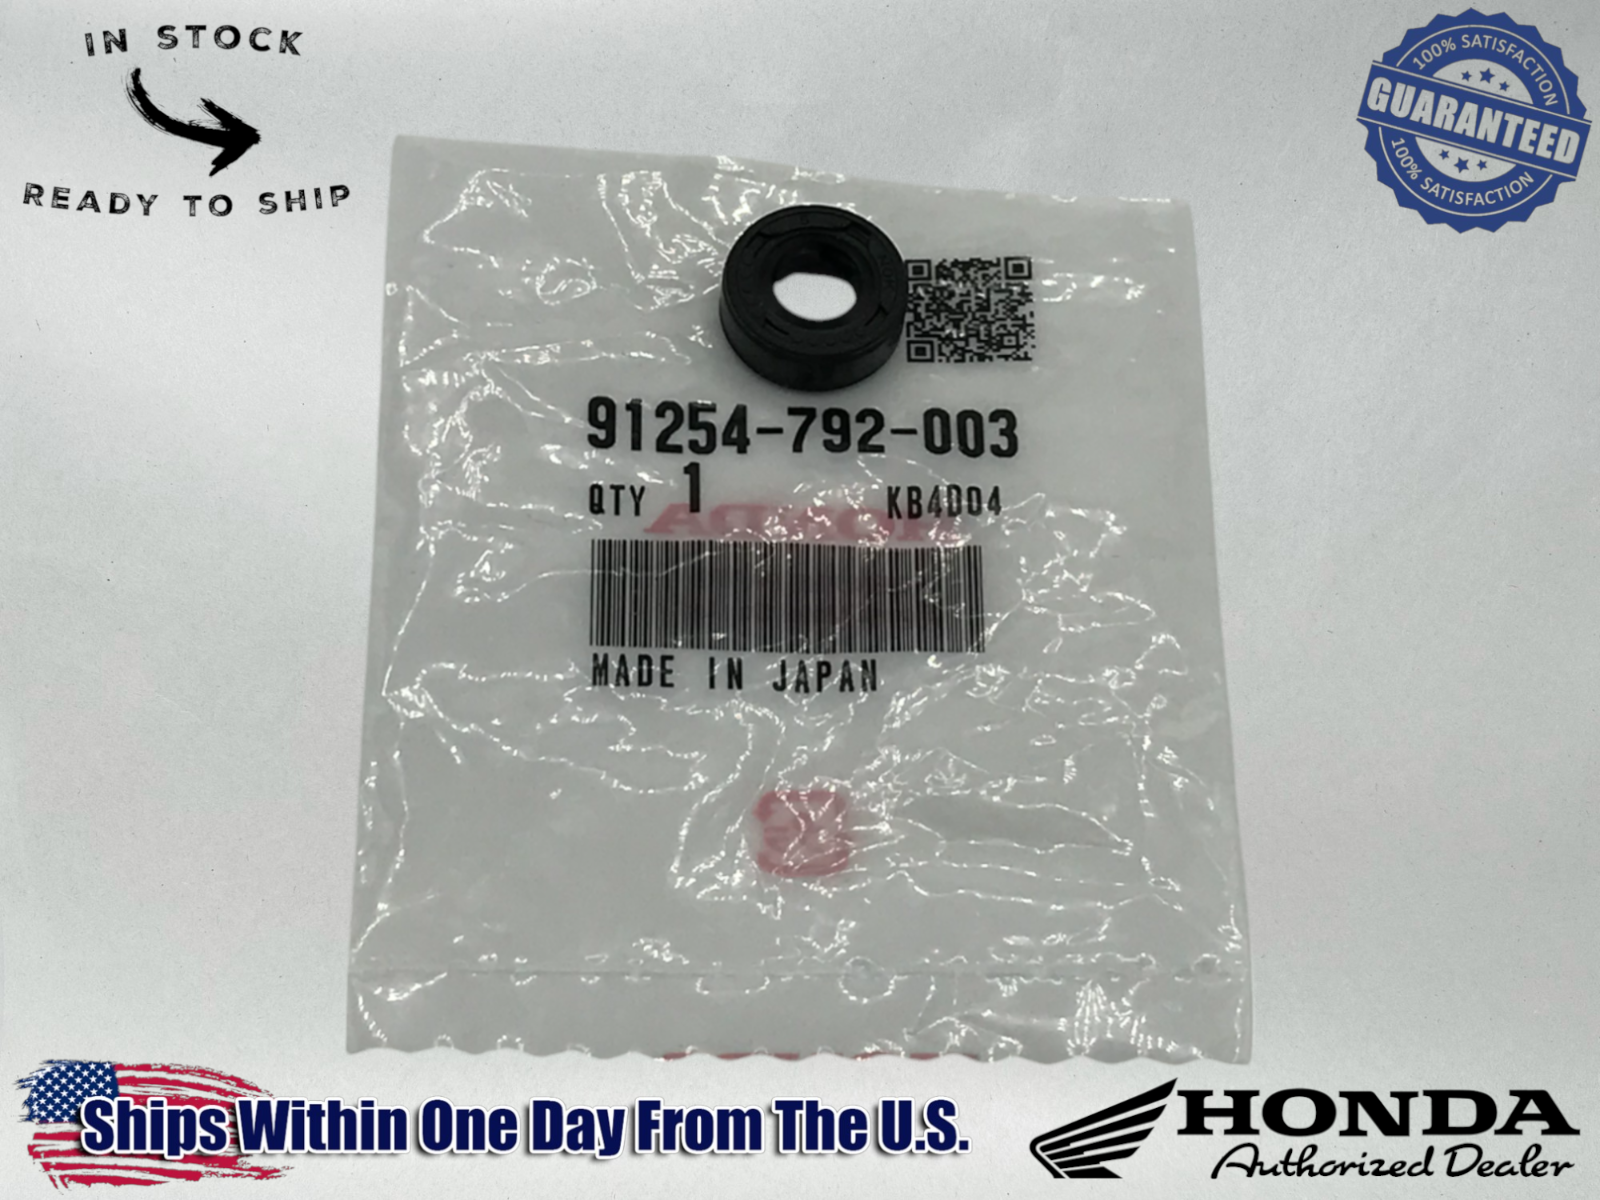 IN STOCK
READY TO SHIP
100% SATISFACTION
GUARANTEED
100% SATISFACTION
91254-792-003
QTY 1 KB4D04
HONDA
MADE IN JAPAN
Ships Within One Day From The U.S.
HONDA
Authorized Dealer